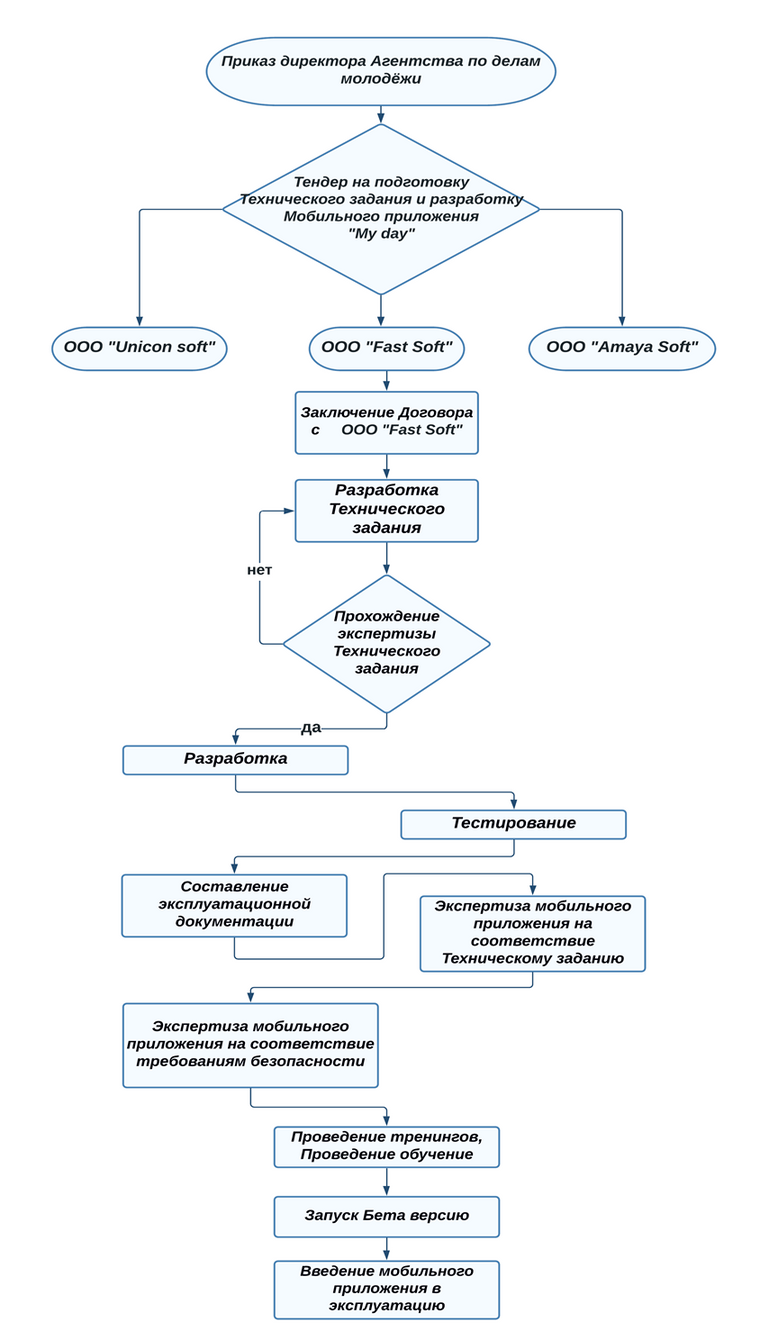 Приказ директора Агентства по делам
молодёжи
Тендер на подготовку
Технического задания и разработку
Мобильного приложения
"My day"
ООО "Unicon soft"
ООО "Fast Soft"
ООО "Amaya Soft"
Заключение Договора
с ООО "Fast Soft"
Разработка
Технического
задания
нет
Прохождение
экспертизы
Технического
задания
да
Разработка
Тестирование
Составление
эксплуатационной
документации
Экспертиза мобильного
приложения на
соответствие
Техническому заданию
Экспертиза мобильного
приложения на соответствие
требованиям безопасности
Проведение тренингов,
Проведение обучение
Запуск Бета версию
Введение мобильного
приложения в
эксплуатацию